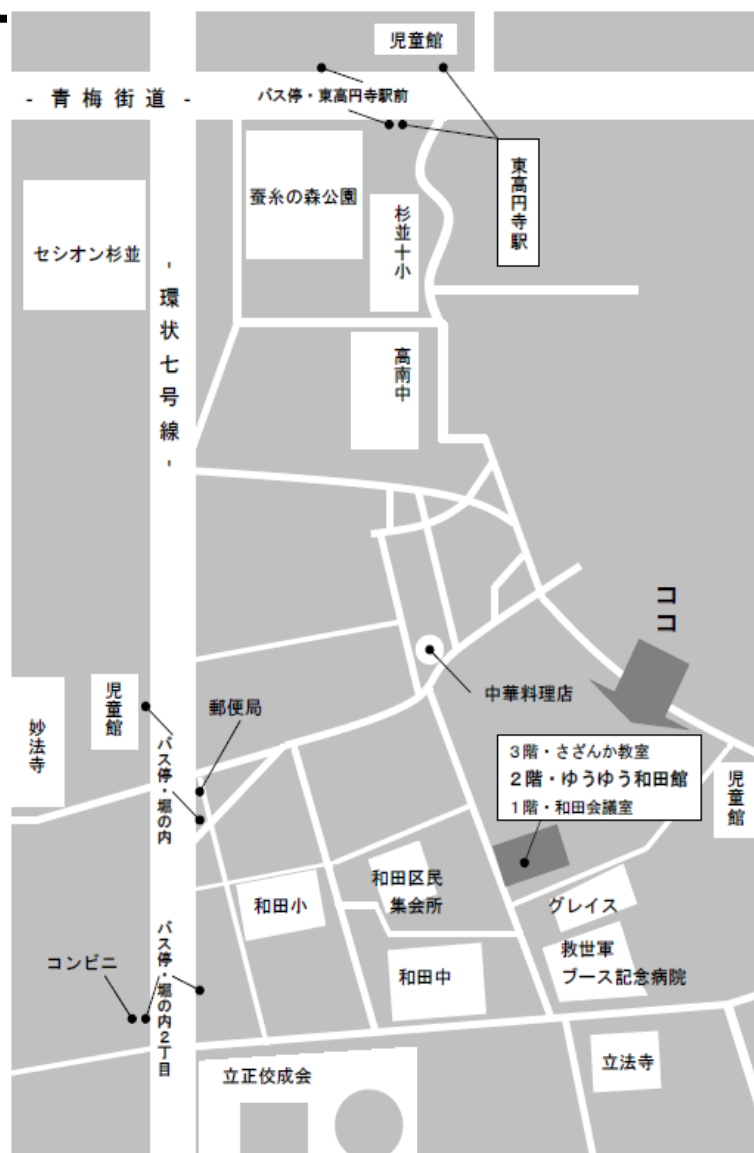 児童館
- 青梅街道 -
バス停・東高円寺駅前
東高円寺駅
蚕糸の森公園
杉並十小
セシオン杉並
- 環状七号線 -
高南中
ココ
中華料理店
児童館
郵便局
妙法寺
バス停・堀の内
3階・さざんか教室
2階・ゆうゆう和田館
1階・和田会議室
児童館
和田小
和田区民
集会所
グレイス
コンビニ
バス停・堀の内2丁目
和田中
救世軍
ブース記念病院
立正佼成会
立法寺